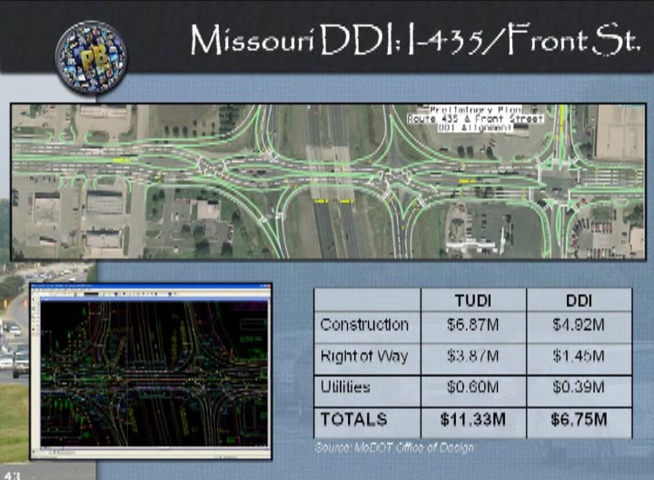 Missouri DDI: I-435/Front St.
PB
Preliminary Plan
Route 435 & Front Street
DDI Alignment
TUDI DDI
Construction $6.87M $4.92M
Right of Way $3.87M $1.45M
Utilities $0.60M $0.39M
TOTALS $11.33M $6.75M
Source: MoDOT Office of Design
43